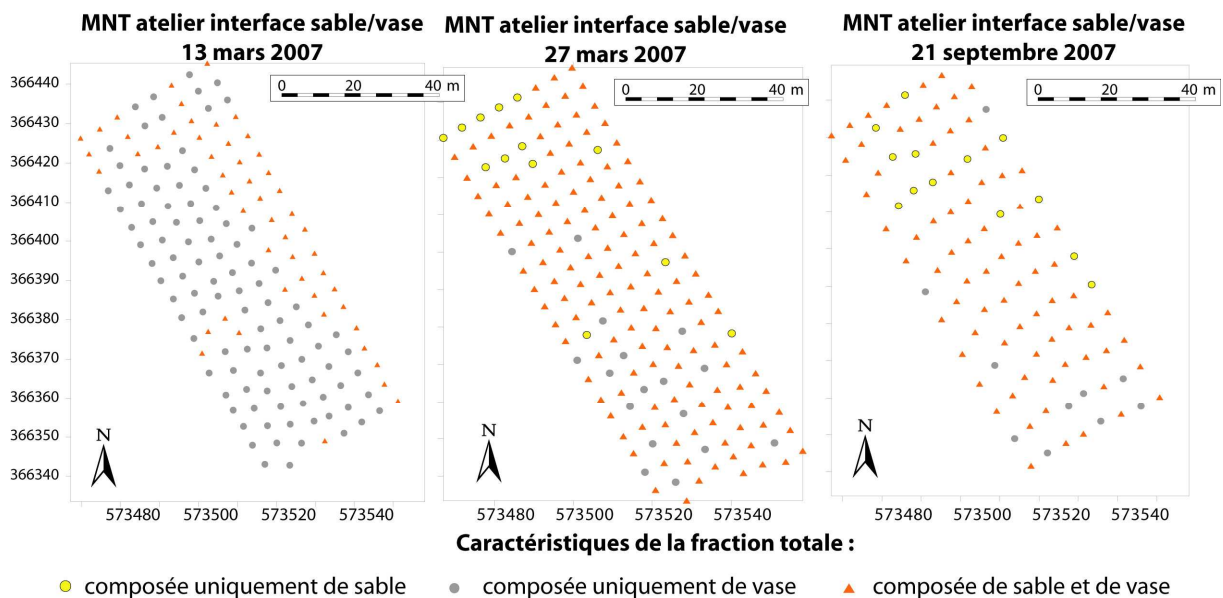 MNT atelier interface sable/vase
13 mars 2007
MNT atelier interface sable/vase
27 mars 2007
MNT atelier interface sable/vase
21 septembre 2007
0 20 40 m
0 20 40 m
0 20 40 m
366440
366430
366420
366410
366400
366390
366380
366370
366360
366350
366340
N
N
N
573480 573500 573520 573540
573480 573500 573520 573540
573480 573500 573520 573540
Caractéristiques de la fraction totale :
composée uniquement de sable
composée uniquement de vase
composée de sable et de vase